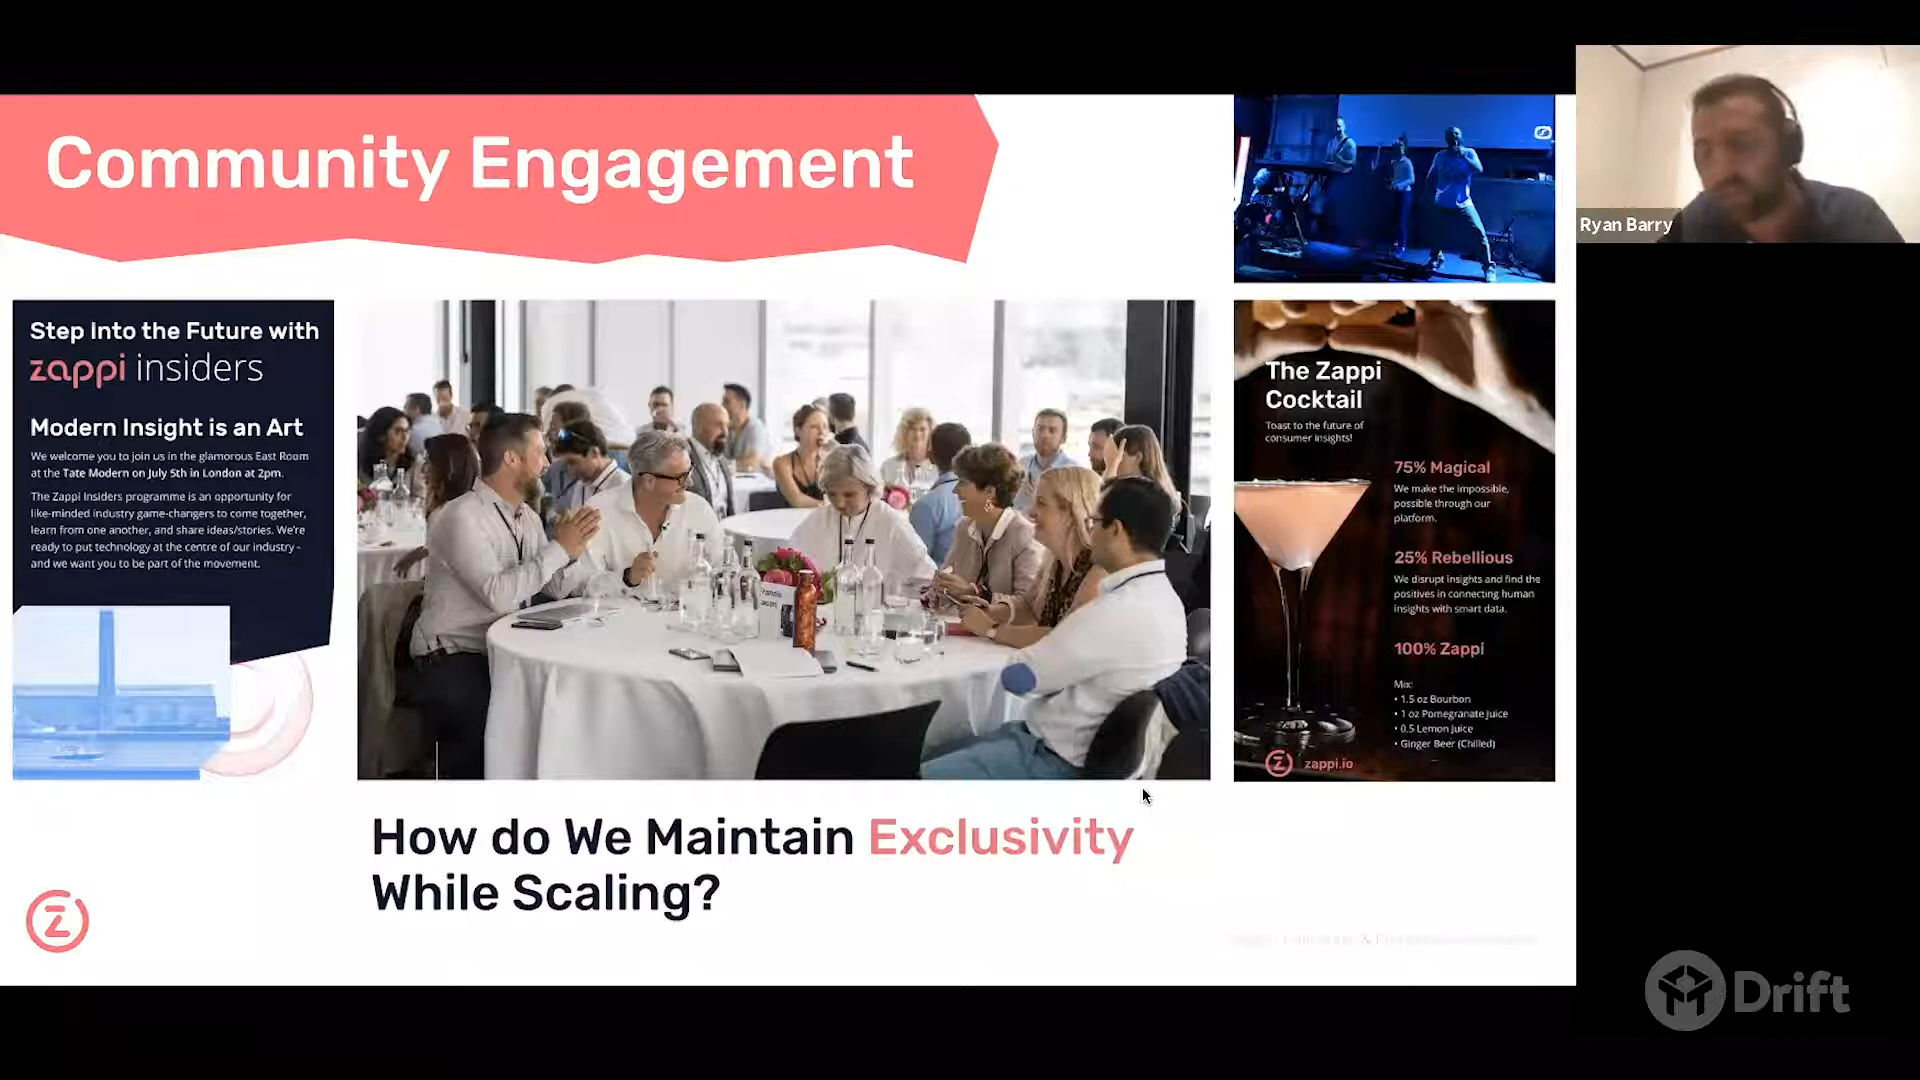 Community Engagement
Ryan Barry
Step Into the Future with
zappi insiders
Modern Insight is an Art
We welcome you to join us in the glamorous East Room
at the Tate Modern on July 5th in London at 2pm.
The Zappi Insiders programme is an opportunity for
like-minded industry game-changers to come together,
learn from one another, and share ideas/stories. We're
ready to put technology at the centre of our industry -
and we want you to be part of the movement.
The Zappi
Cocktail
Toast to the future of
consumer insights!
75% Magical
We make the impossible,
possible through our
platform.
25% Rebellious
We disrupt insights and find the
positives in connecting human
insights with smart data.
100% Zappi
Mix:
• 1.5 oz Bourbon
• 1 oz Pomegranate Juice
• 0.5 Lemon Juice
• Ginger Beer (Chilled)
zappi.io
How do We Maintain Exclusivity
While Scaling?
Drift